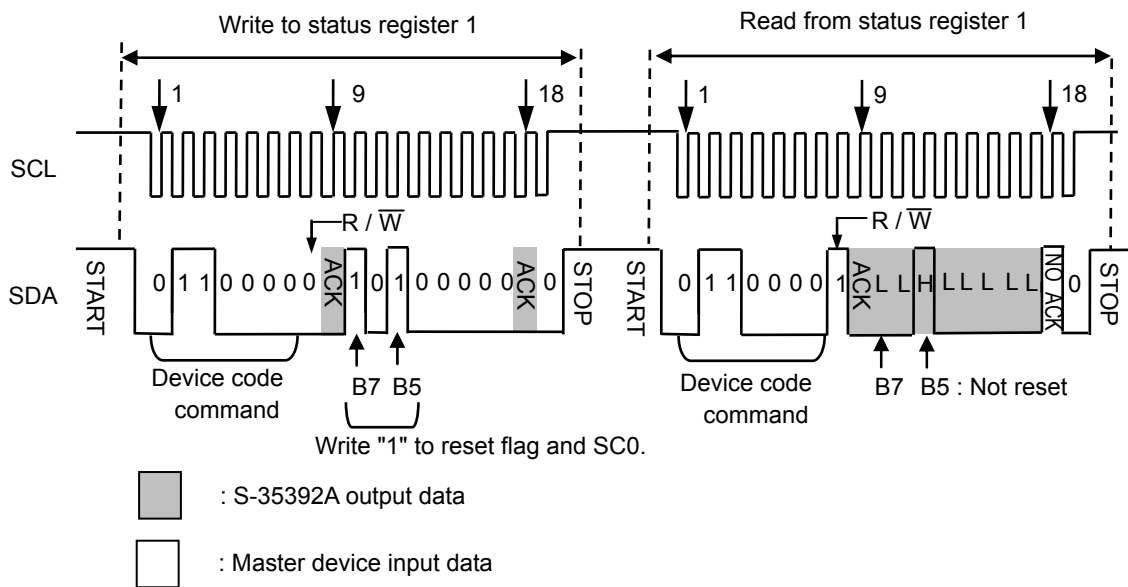 Write to status register 1
Read from status register 1
1 9 18 1 9 18
SCL
R / W R / W
SDA
START 0 1 1 0 0 0 0 0 ACK 1 0 1 0 0 0 0 0 ACK 0 STOP START 0 1 1 0 0 0 0 1 ACK L L H L L L L L NO ACK 0 STOP
Device code
command
B7 B5
Device code
command
B7 B5 : Not reset
Write "1" to reset flag and SC0.
: S-35392A output data
: Master device input data